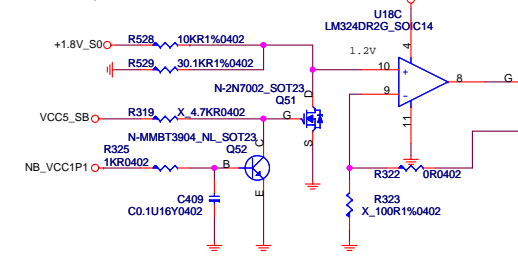 U18C
LM324DR2G_SOIC14
+1.8V_S0
R528
10KR1%0402
1.2V
4
R529
30.1KR1%0402
10
+
8
G
9
-
N-2N7002_SOT23
D
Q51
VCC5_SB
R319
X_4.7KR0402
G
11
N-MMBT3904_NL_SOT23
C
S
R325
Q52
NB_VCC1P1
1KR0402
B
R322
0R0402
E
C409
C0.1U16Y0402
R323
X_100R1%0402